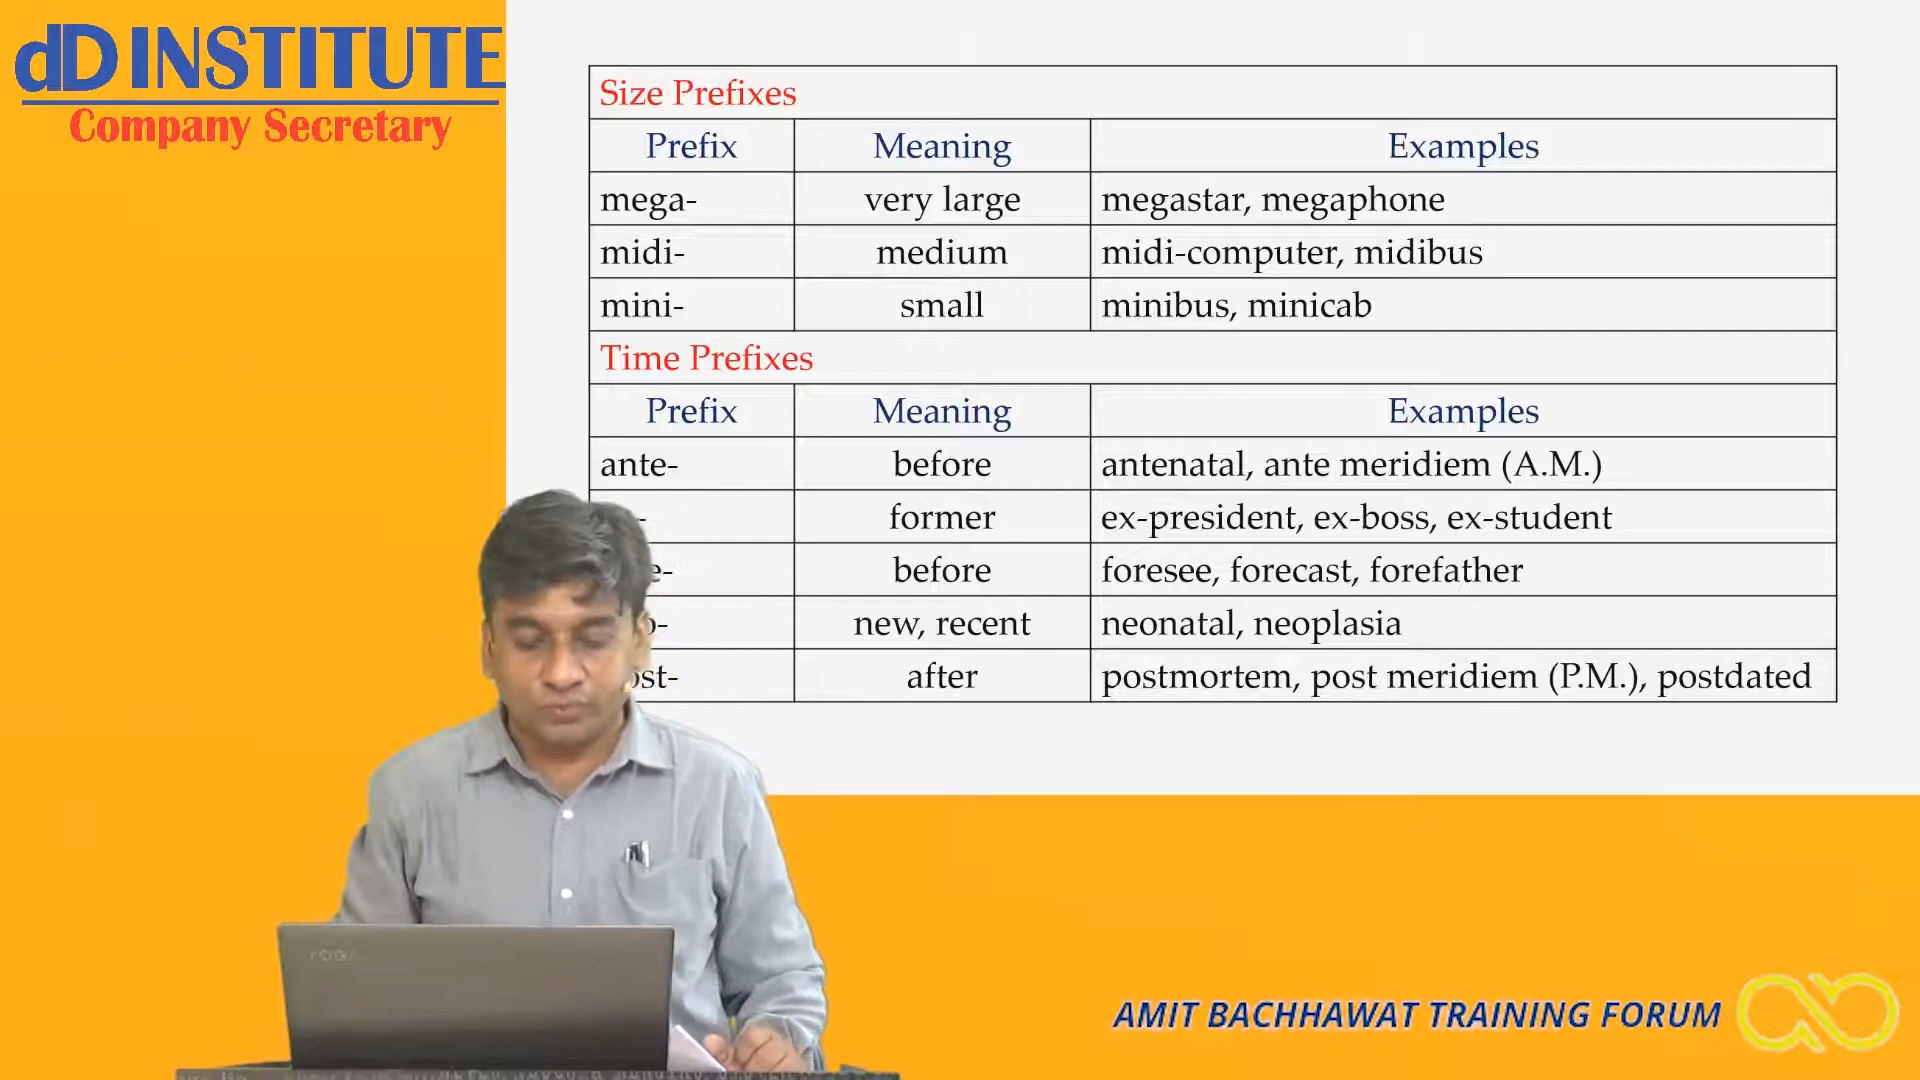 dD INSTITUTE
Company Secretary
Size Prefixes
Prefix Meaning Examples
mega- very large megastar, megaphone
midi- medium midi-computer, midibus
mini- small minibus, minicab
Time Prefixes
Prefix Meaning Examples
ante- before antenatal, ante meridiem (A.M.)
former ex-president, ex-boss, ex-student
before foresee, forecast, forefather
new, recent neonatal, neoplasia
after postmortem, post meridiem (P.M.), postdated
AMIT BACHHAWAT TRAINING FORUM